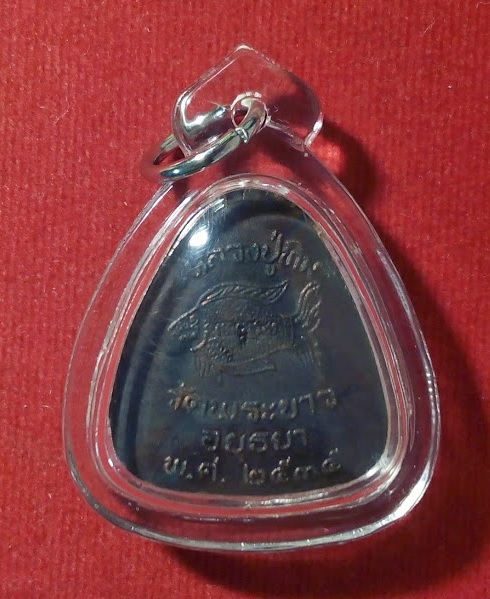 หลวงปู่ทิม
วัดพระขาว
อยุธยา
พ.ศ. ๒๕๓๕